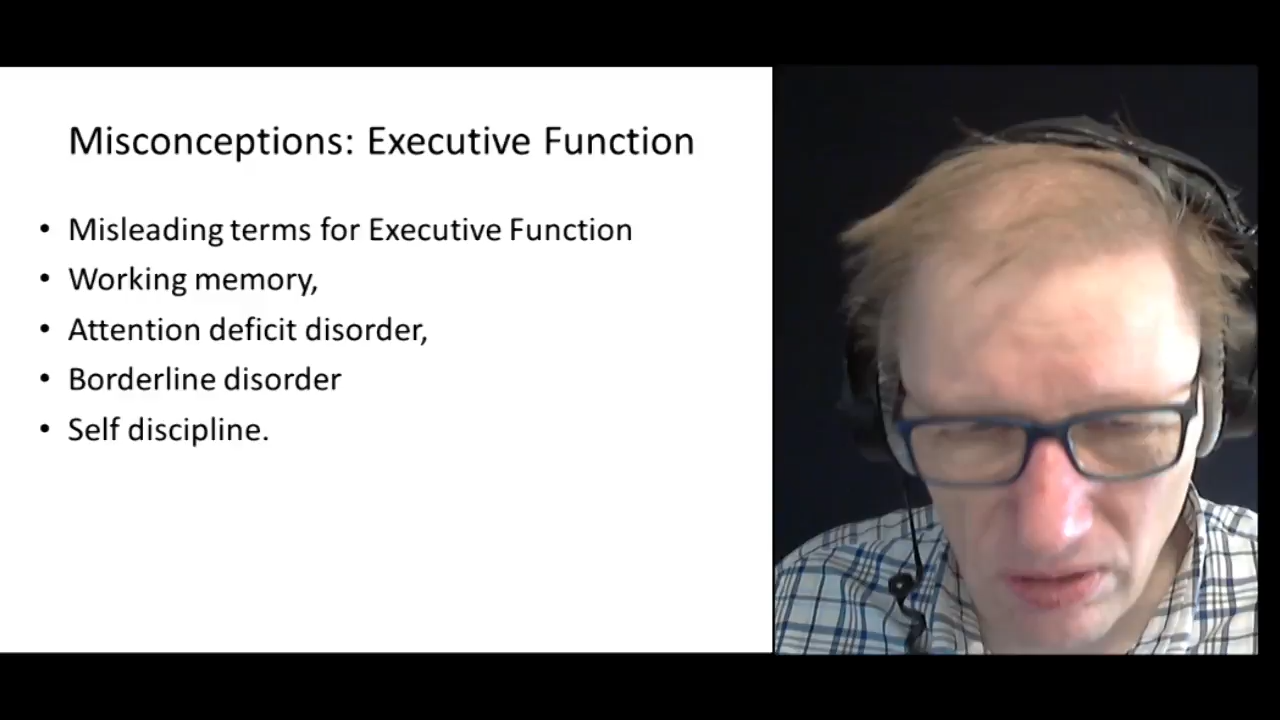 Misconceptions: Executive Function
• Misleading terms for Executive Function
• Working memory,
• Attention deficit disorder,
• Borderline disorder
• Self discipline.